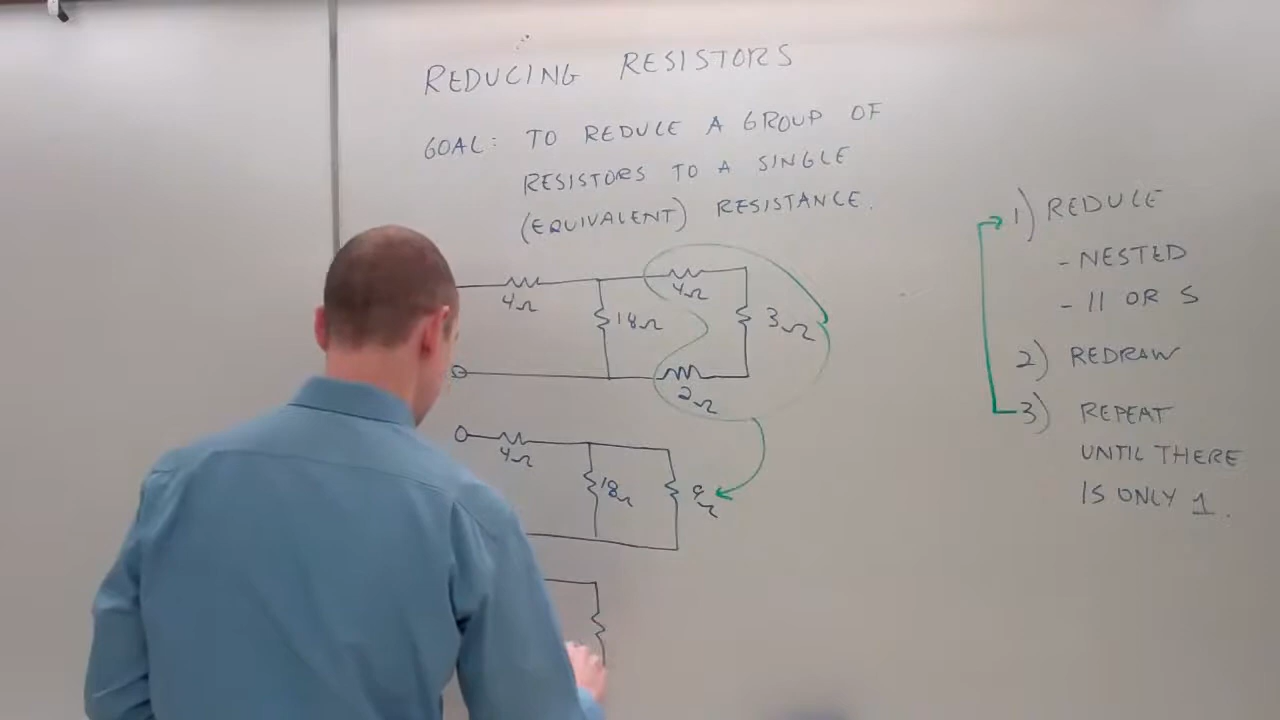 REDUCING RESISTORS
GOAL: TO REDUCE A GROUP OF
RESISTORS TO A SINGLE
(EQUIVALENT) RESISTANCE.
4Ω
4Ω
18Ω
3Ω
2Ω
4Ω
18Ω
9Ω
1) REDUCE
- NESTED
- || OR S
2) REDRAW
3) REPEAT
UNTIL THERE
IS ONLY 1.